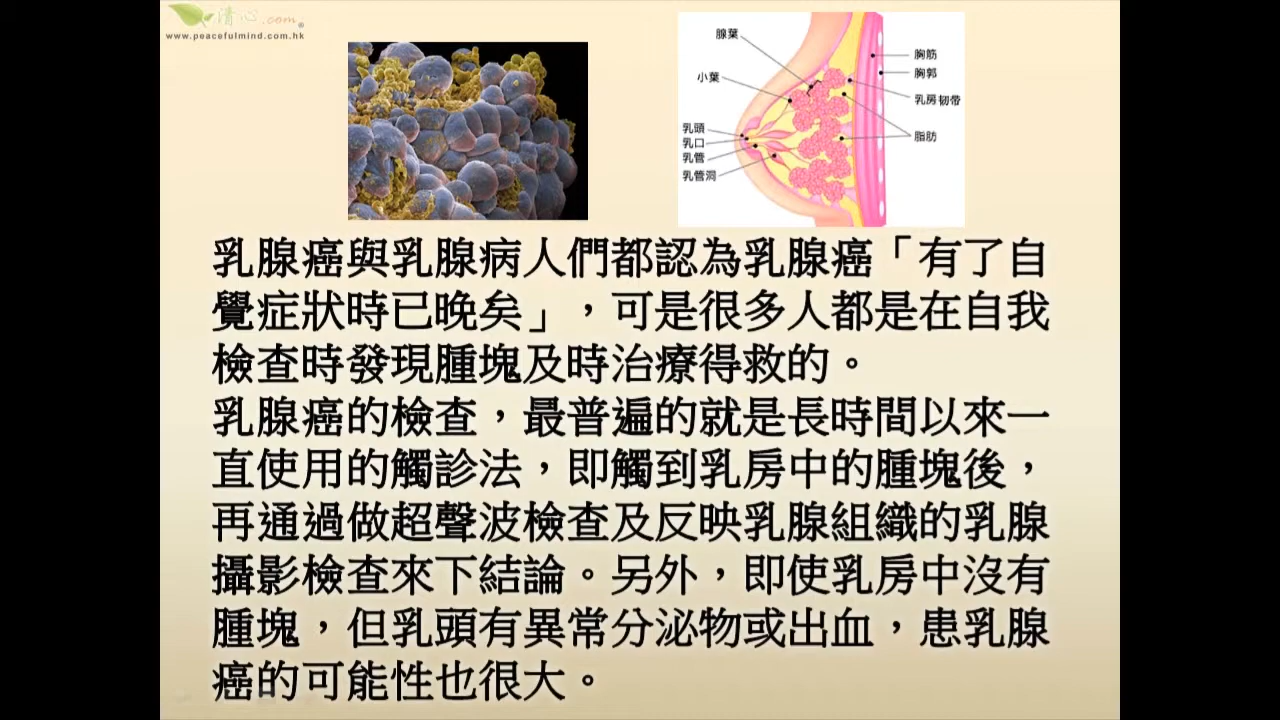 清心.com®
www.peacefulmind.com.hk
腺葉
小葉
乳頭
乳口
乳管
乳管洞
胸筋
胸郭
乳房韧帶
脂肪
乳腺癌與乳腺病人們都認為乳腺癌「有了自
覺症狀時已晚矣」，可是很多人都是在自我
檢查時發現腫塊及時治療得救的。
乳腺癌的檢查，最普遍的就是長時間以來一
直使用的觸診法，即觸到乳房中的腫塊後，
再通過做超聲波檢查及反映乳腺組織的乳腺
攝影檢查來下結論。另外，即使乳房中沒有
腫塊，但乳頭有異常分泌物或出血，患乳腺
癌的可能性也很大。